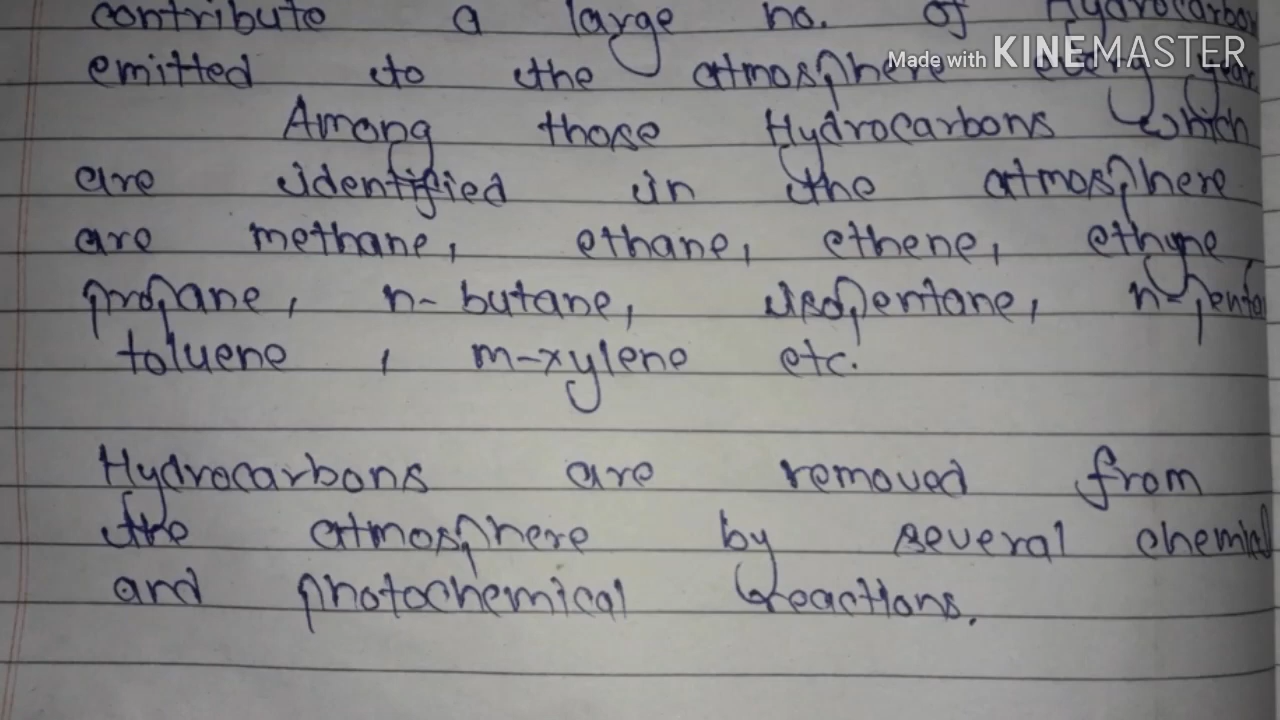 contribute a large no. of Hydrocarbon
Made with KINEMASTER
emitted to the atmosphere every year
Among those Hydrocarbons which
are identified in the atmosphere
are methane, ethane, ethene, ethyne,
propane, n-butane, isopentane, n-penta
toluene, m-xylene etc.
Hydrocarbons are removed from
the atmosphere by several chemical
and photochemical reactions.